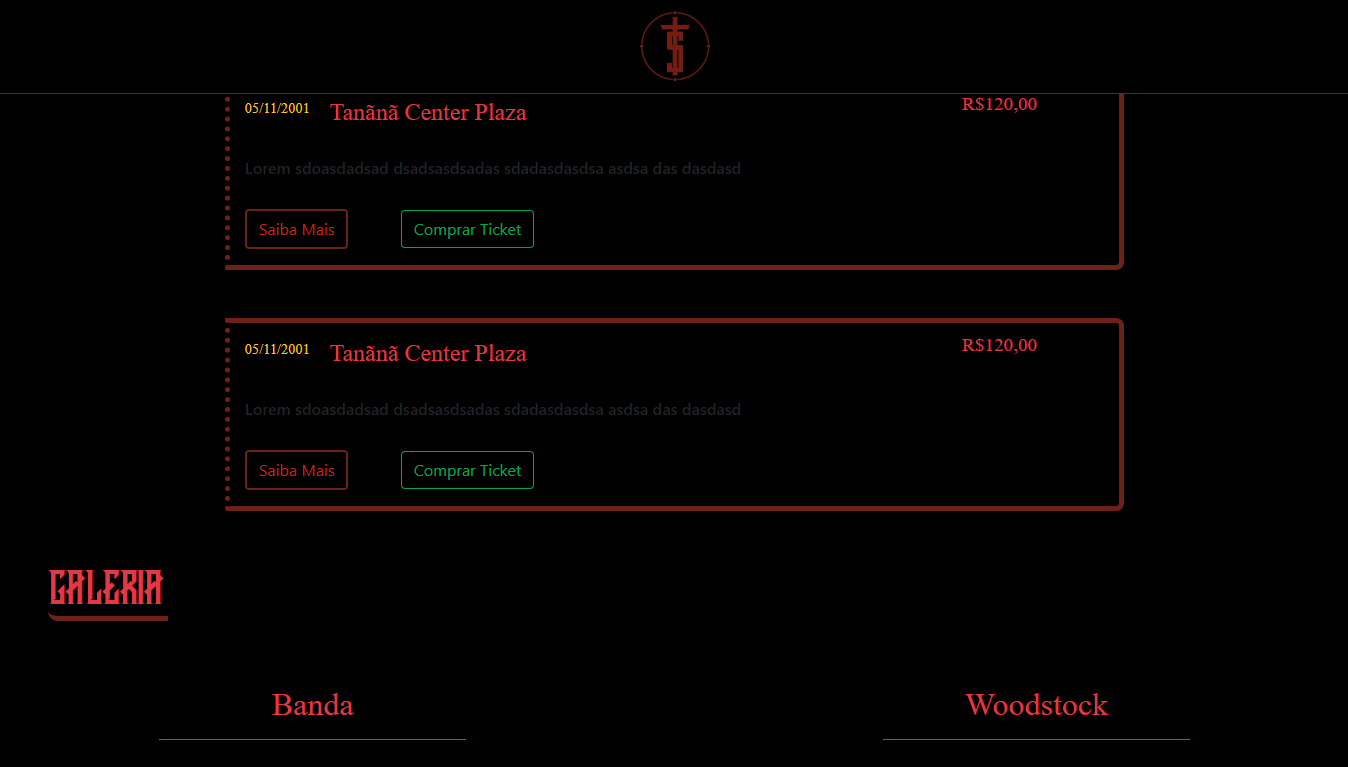 05/11/2001 Tanãnã Center Plaza R$120,00
Lorem sdoasdadsad dsadsasdsadas sdadasdasdsa asdsa das dasdasd
Saiba Mais Comprar Ticket
05/11/2001 Tanãnã Center Plaza R$120,00
Lorem sdoasdadsad dsadsasdsadas sdadasdasdsa asdsa das dasdasd
Saiba Mais Comprar Ticket
GALERIA
Banda Woodstock